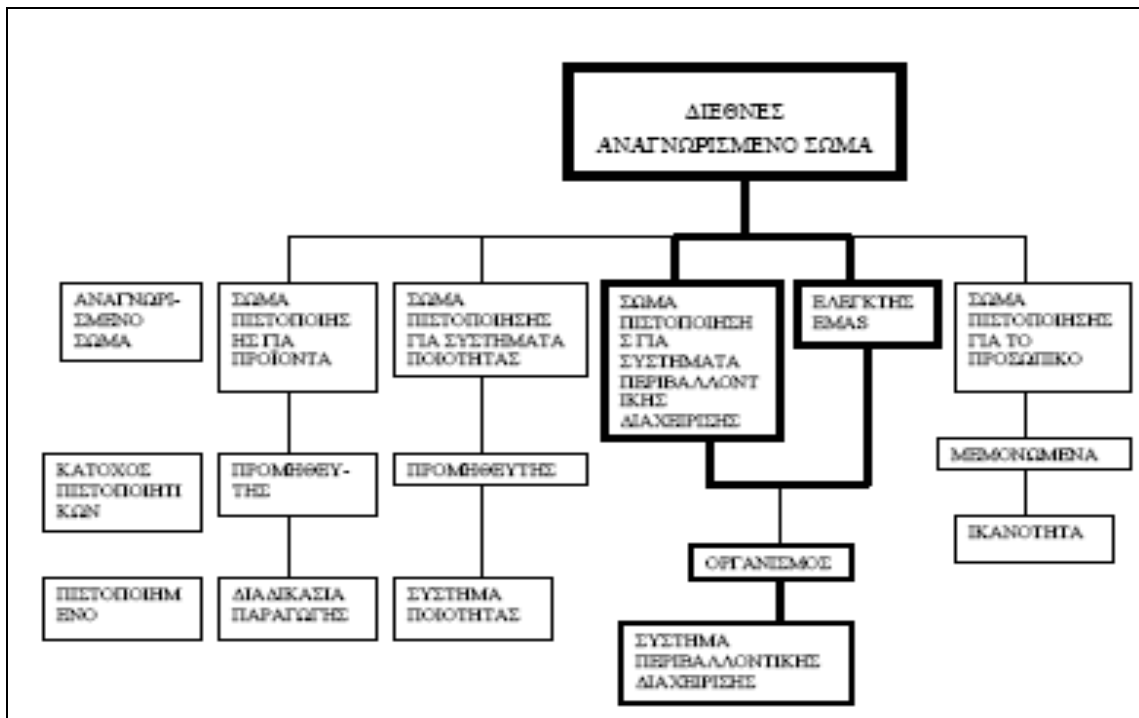 ΔΙΕΘΝΕΣ
ΑΝΑΓΝΩΡΙΣΜΕΝΟ ΣΩΜΑ
ΑΝΑΓΝΩΡΙ-
ΣΜΕΝΟ
ΣΩΜΑ
ΣΩΜΑ
ΠΙΣΤΟΠΟΙΗΣ
ΗΣ ΓΙΑ
ΠΡΟΪΟΝΤΑ
ΣΩΜΑ
ΠΙΣΤΟΠΟΙΗΣΗΣ
ΓΙΑ ΣΥΣΤΗΜΑΤΑ
ΠΟΙΟΤΗΤΑΣ
ΣΩΜΑ
ΠΙΣΤΟΠΟΙΗΣΗ
Σ ΓΙΑ
ΣΥΣΤΗΜΑΤΑ
ΠΕΡΙΒΑΛΛΟΝΤ
ΙΚΗΣ
ΔΙΑΧΕΙΡΙΣΗΣ
ΕΛΕΓΚΤΗΣ
EMAS
ΣΩΜΑ
ΠΙΣΤΟΠΟΙΗΣΗΣ
ΓΙΑ ΤΟ
ΠΡΟΣΩΠΙΚΟ
ΚΑΤΟΧΟΣ
ΠΙΣΤΟΠΟΙΗΤΙ
ΚΩΝ
ΠΡΟΜΗΘΕΥ-
ΤΗΣ
ΠΡΟΜΗΘΕΥΤΗΣ
ΜΕΜΟΝΩΜΕΝΑ
ΙΚΑΝΟΤΗΤΑ
ΟΡΓΑΝΙΣΜΟΣ
ΠΙΣΤΟΠΟΙΗΜ
ΕΝΟ
ΔΙΑΔΙΚΑΣΙΑ
ΠΑΡΑΓΩΓΗΣ
ΣΥΣΤΗΜΑ
ΠΟΙΟΤΗΤΑΣ
ΣΥΣΤΗΜΑ
ΠΕΡΙΒΑΛΛΟΝΤΙΚΗΣ
ΔΙΑΧΕΙΡΙΣΗΣ